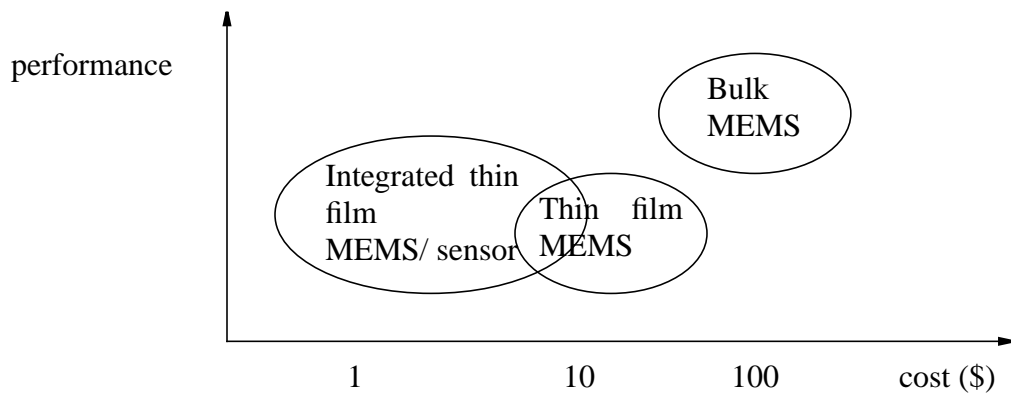 performance
Bulk
MEMS
Integrated thin
film
MEMS/ sensor
Thin film
MEMS
1 10 100 cost ($)